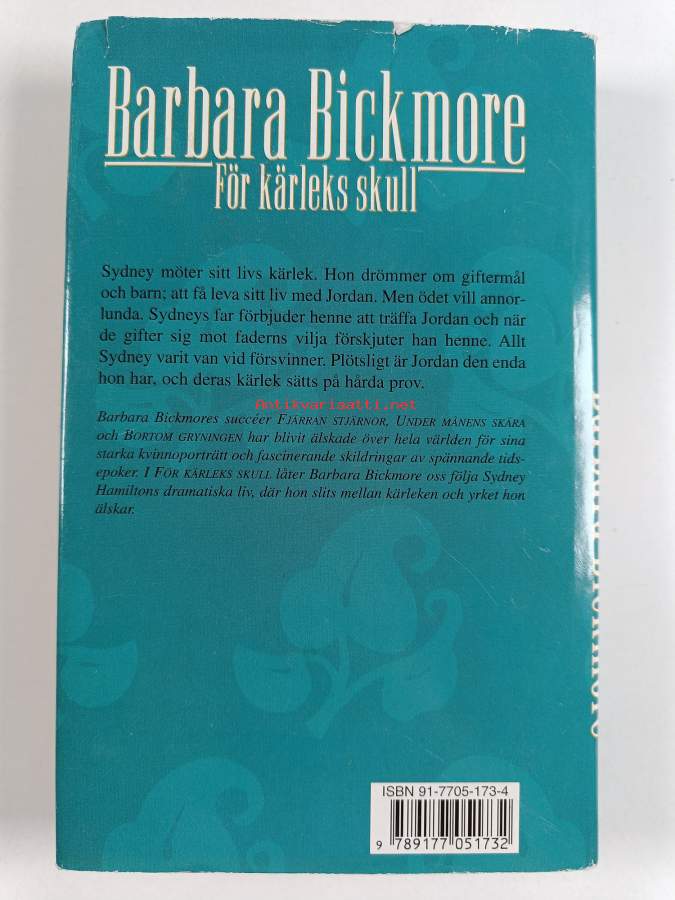 Barbara Bickmore
För kärleks skull
Sydney möter sitt livs kärlek. Hon drömmer om giftermål
och barn; att få leva sitt liv med Jordan. Men ödet vill annor-
lunda. Sydneys far förbjuder henne att träffa Jordan och när
de gifter sig mot faderns vilja förskjuter han henne. Allt
Sydney varit van vid försvinner. Plötsligt är Jordan den enda
hon har, och deras kärlek sätts på hårda prov.
Antikvariaatti.net
Barbara Bickmores succéer FJÄRRAN STJÄRNOR, UNDER MÅNENS SKÄRA
och BORTOM GRYNINGEN har blivit älskade över hela världen för sina
starka kvinnoporträtt och fascinerande skildringar av spännande tids-
epoker. I FÖR KÄRLEKS SKULL låter Barbara Bickmore oss följa Sydney
Hamiltons dramatiska liv, där hon slits mellan kärleken och yrket hon
älskar.
ISBN 91-7705-173-4
9 789177 051732